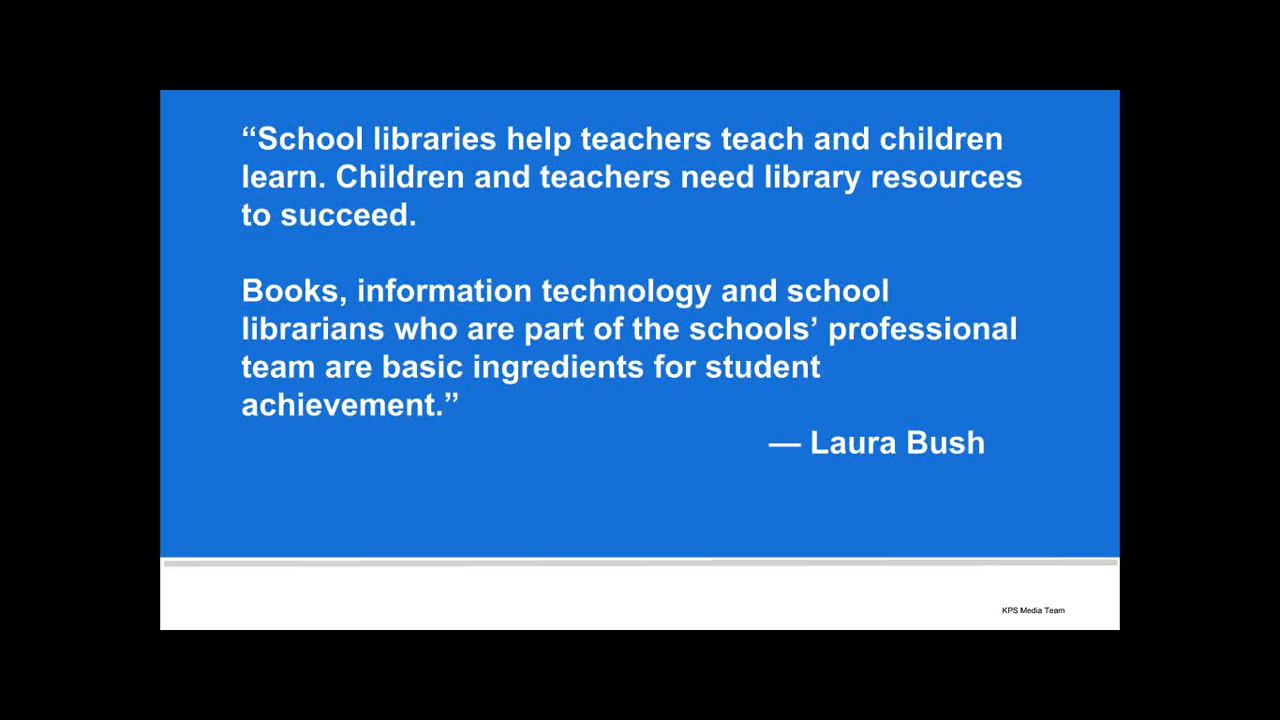 “School libraries help teachers teach and children
learn. Children and teachers need library resources
to succeed.
Books, information technology and school
librarians who are part of the schools’ professional
team are basic ingredients for student
achievement.”
— Laura Bush
KPS Media Team